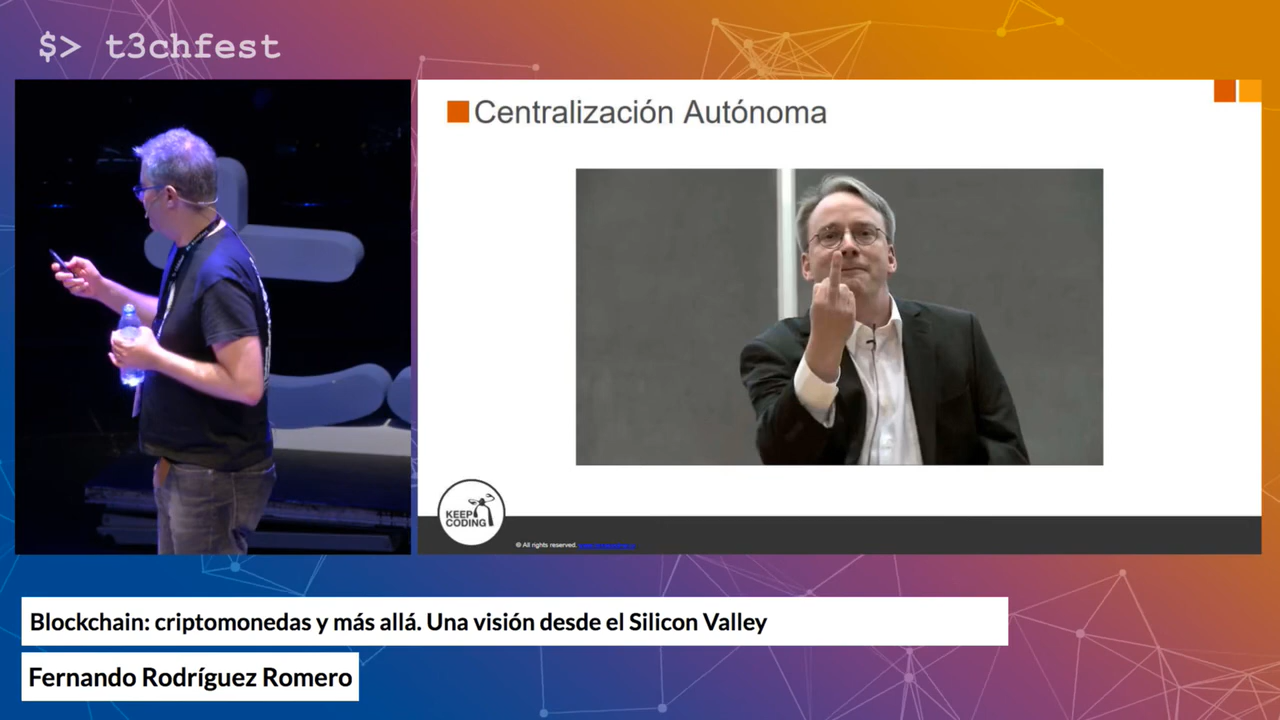 $> t3chfest
Centralización Autónoma
KEEP
CODING
© All rights reserved.
Blockchain: criptomonedas y más allá. Una visión desde el Silicon Valley
Fernando Rodríguez Romero